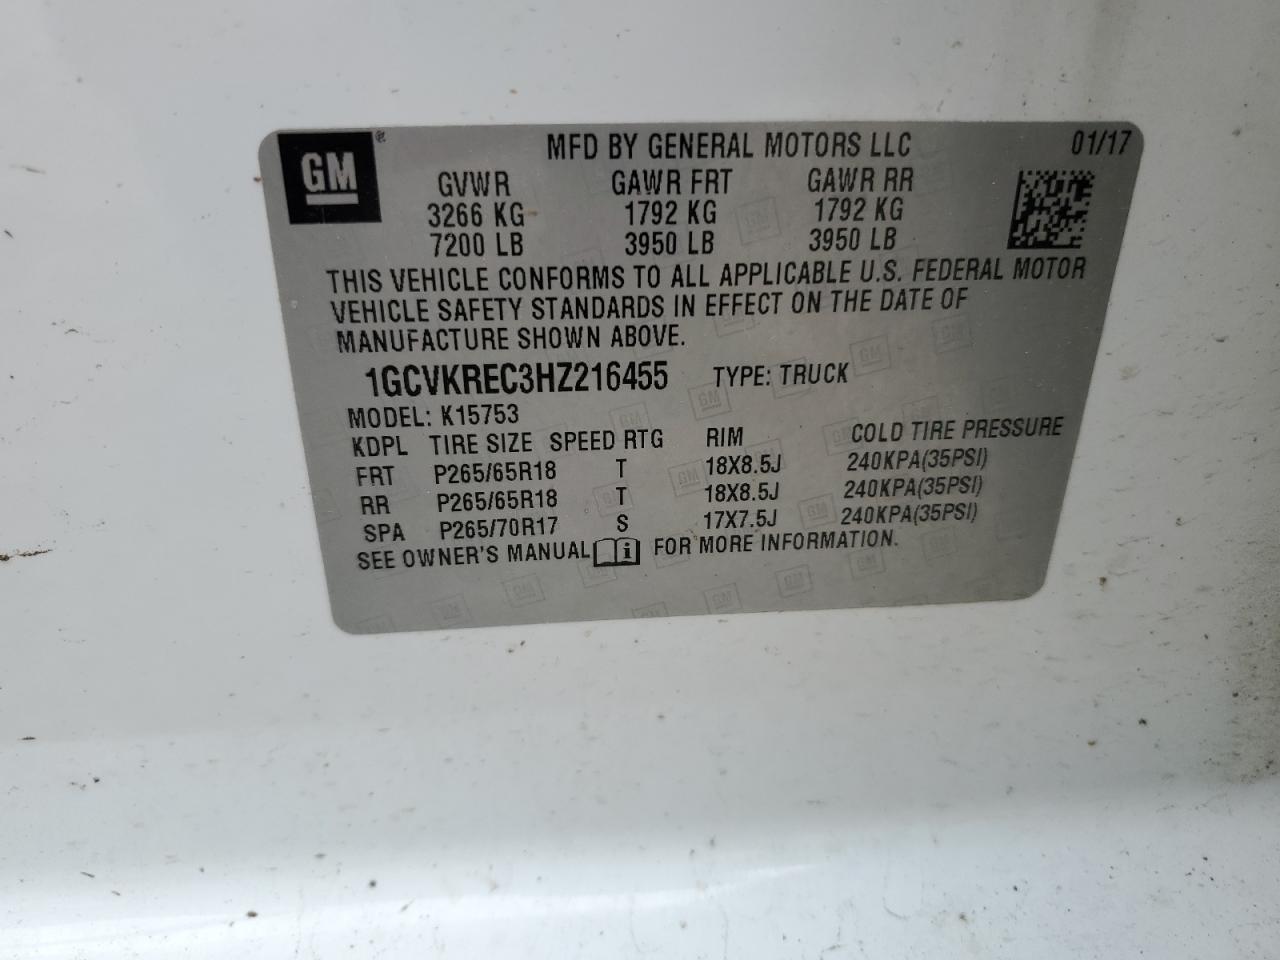 GM®
MFD BY GENERAL MOTORS LLC 01/17
GVWR GAWR FRT GAWR RR
3266 KG 1792 KG 1792 KG
7200 LB 3950 LB 3950 LB
THIS VEHICLE CONFORMS TO ALL APPLICABLE U.S. FEDERAL MOTOR
VEHICLE SAFETY STANDARDS IN EFFECT ON THE DATE OF
MANUFACTURE SHOWN ABOVE.
1GCVKREC3HZ216455 TYPE: TRUCK
MODEL: K15753
KDPL TIRE SIZE SPEED RTG RIM COLD TIRE PRESSURE
FRT P265/65R18 T 18X8.5J 240KPA(35PSI)
RR P265/65R18 T 18X8.5J 240KPA(35PSI)
SPA P265/70R17 S 17X7.5J 240KPA(35PSI)
SEE OWNER'S MANUAL i FOR MORE INFORMATION.